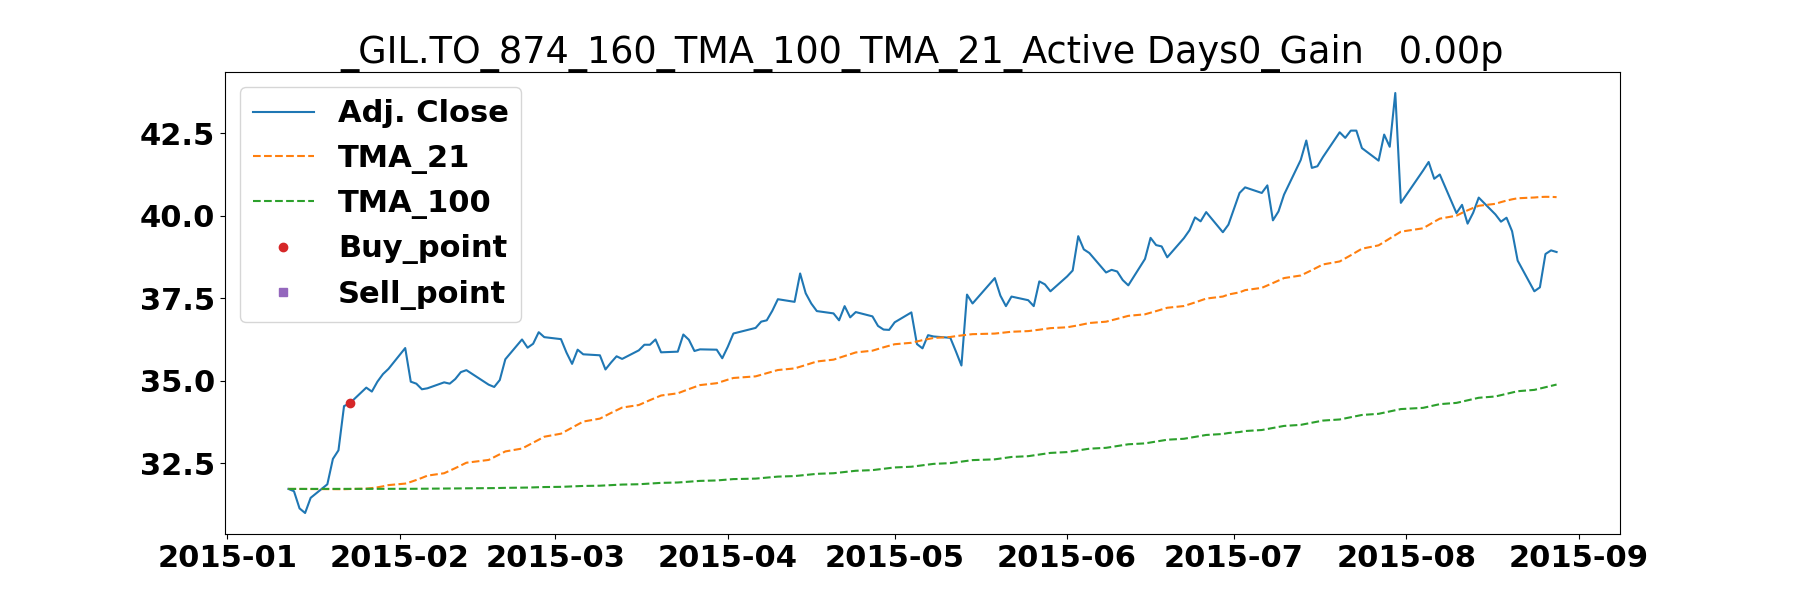 _GIL.TO_874_160_TMA_100_TMA_21_Active Days0_Gain   0.00p
Adj. Close
TMA_21
TMA_100
Buy_point
Sell_point
42.5
40.0
37.5
35.0
32.5
2015-01 2015-02 2015-03 2015-04 2015-05 2015-06 2015-07 2015-08 2015-09